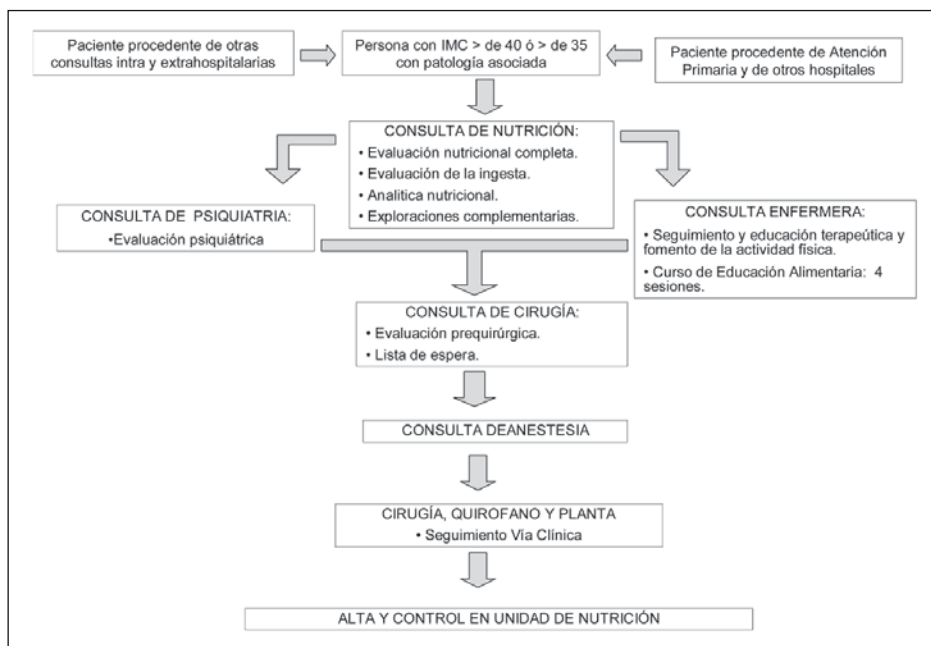 Paciente procedente de otras
consultas intra y extrahospitalarias
Persona con IMC > de 40 ó > de 35
con patología asociada
Paciente procedente de Atención
Primaria y de otros hospitales
CONSULTA DE NUTRICIÓN:
• Evaluación nutricional completa.
• Evaluación de la ingesta.
• Analítica nutricional.
• Exploraciones complementarias.
CONSULTA DE PSIQUIATRIA:
•Evaluación psiquiátrica
CONSULTA ENFERMERA:
• Seguimiento y educación terapeútica y
fomento de la actividad física.
• Curso de Educación Alimentaria: 4
sesiones.
CONSULTA DE CIRUGÍA:
• Evaluación prequirúrgica.
• Lista de espera.
CONSULTA DEANESTESIA
CIRUGÍA, QUIROFANO Y PLANTA
• Seguimiento Vía Clínica
ALTA Y CONTROL EN UNIDAD DE NUTRICIÓN